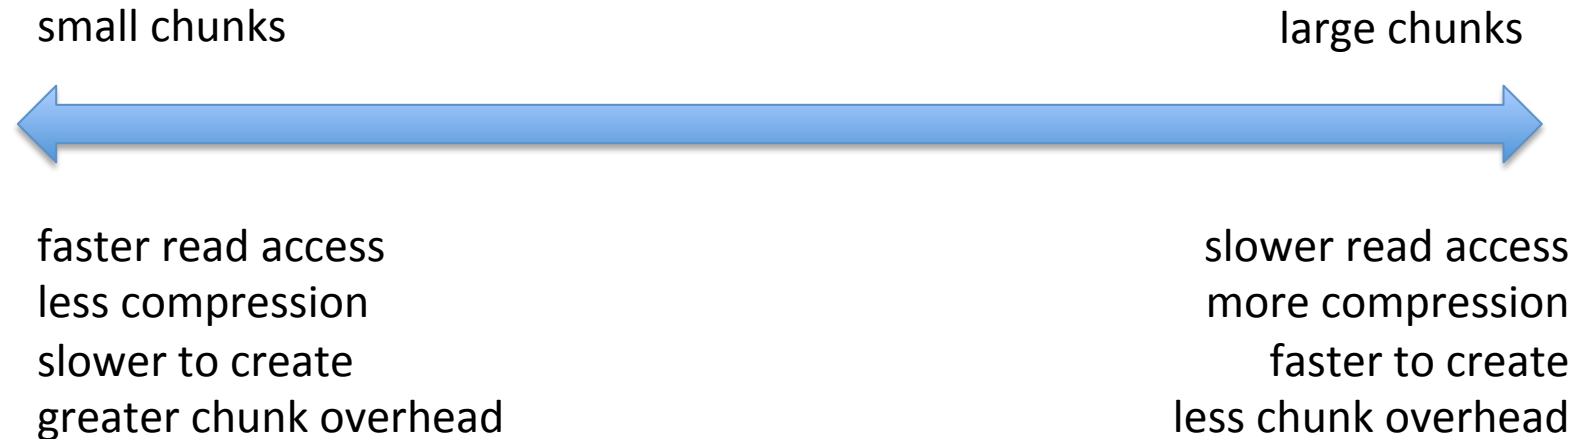 small chunks
large chunks
faster read access
less compression
slower to create
greater chunk overhead
slower read access
more compression
faster to create
less chunk overhead